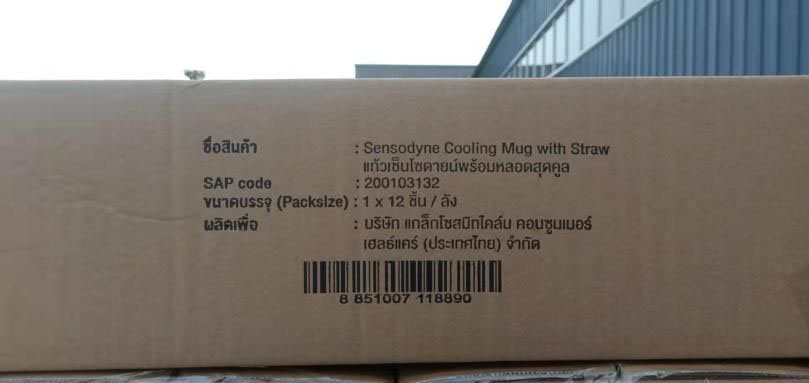 ชื่อสินค้า : Sensodyne Cooling Mug with Straw
แก้วเซ็นโซดายน์พร้อมหลอดสุดคูล
SAP code : 200103132
ขนาดบรรจุ (Packsize) : 1 x 12 ชิ้น / ลัง
ผลิตเพื่อ : บริษัท แกล็กโซสมิทไคล์น คอนซูมเมอร์
เฮลธ์แคร์ (ประเทศไทย) จำกัด
8 851007 118890